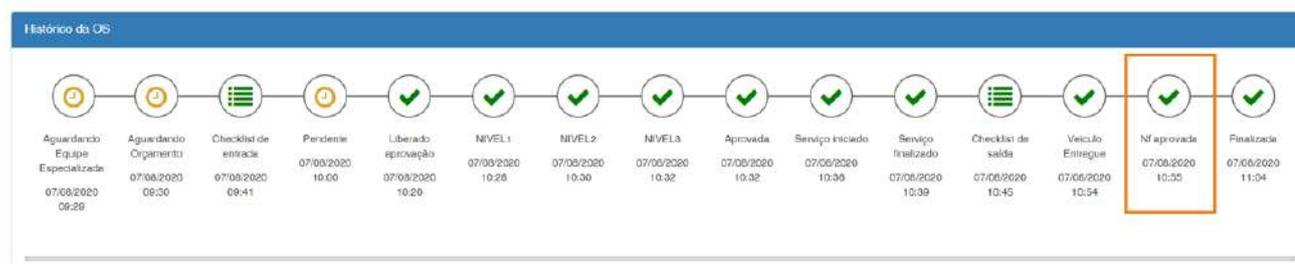 Histórico da OS
Aguardando
Equipe
Especializada
07/08/2020
09:29
Aguardando
Orçamento
07/08/2020
09:30
Checklist de
entrada
07/08/2020
09:41
Pendente
07/08/2020
10:00
Liberado
aprovação
07/08/2020
10:26
NIVEL1
07/08/2020
10:28
NIVEL2
07/08/2020
10:30
NIVEL3
07/08/2020
10:32
Aprovada
07/08/2020
10:32
Serviço iniciado
07/08/2020
10:36
Serviço
finalizado
07/08/2020
10:39
Checklist de
saída
07/08/2020
10:45
Veículo
Entregue
07/08/2020
10:54
Nf aprovada
07/08/2020
10:55
Finalizada
07/08/2020
11:04